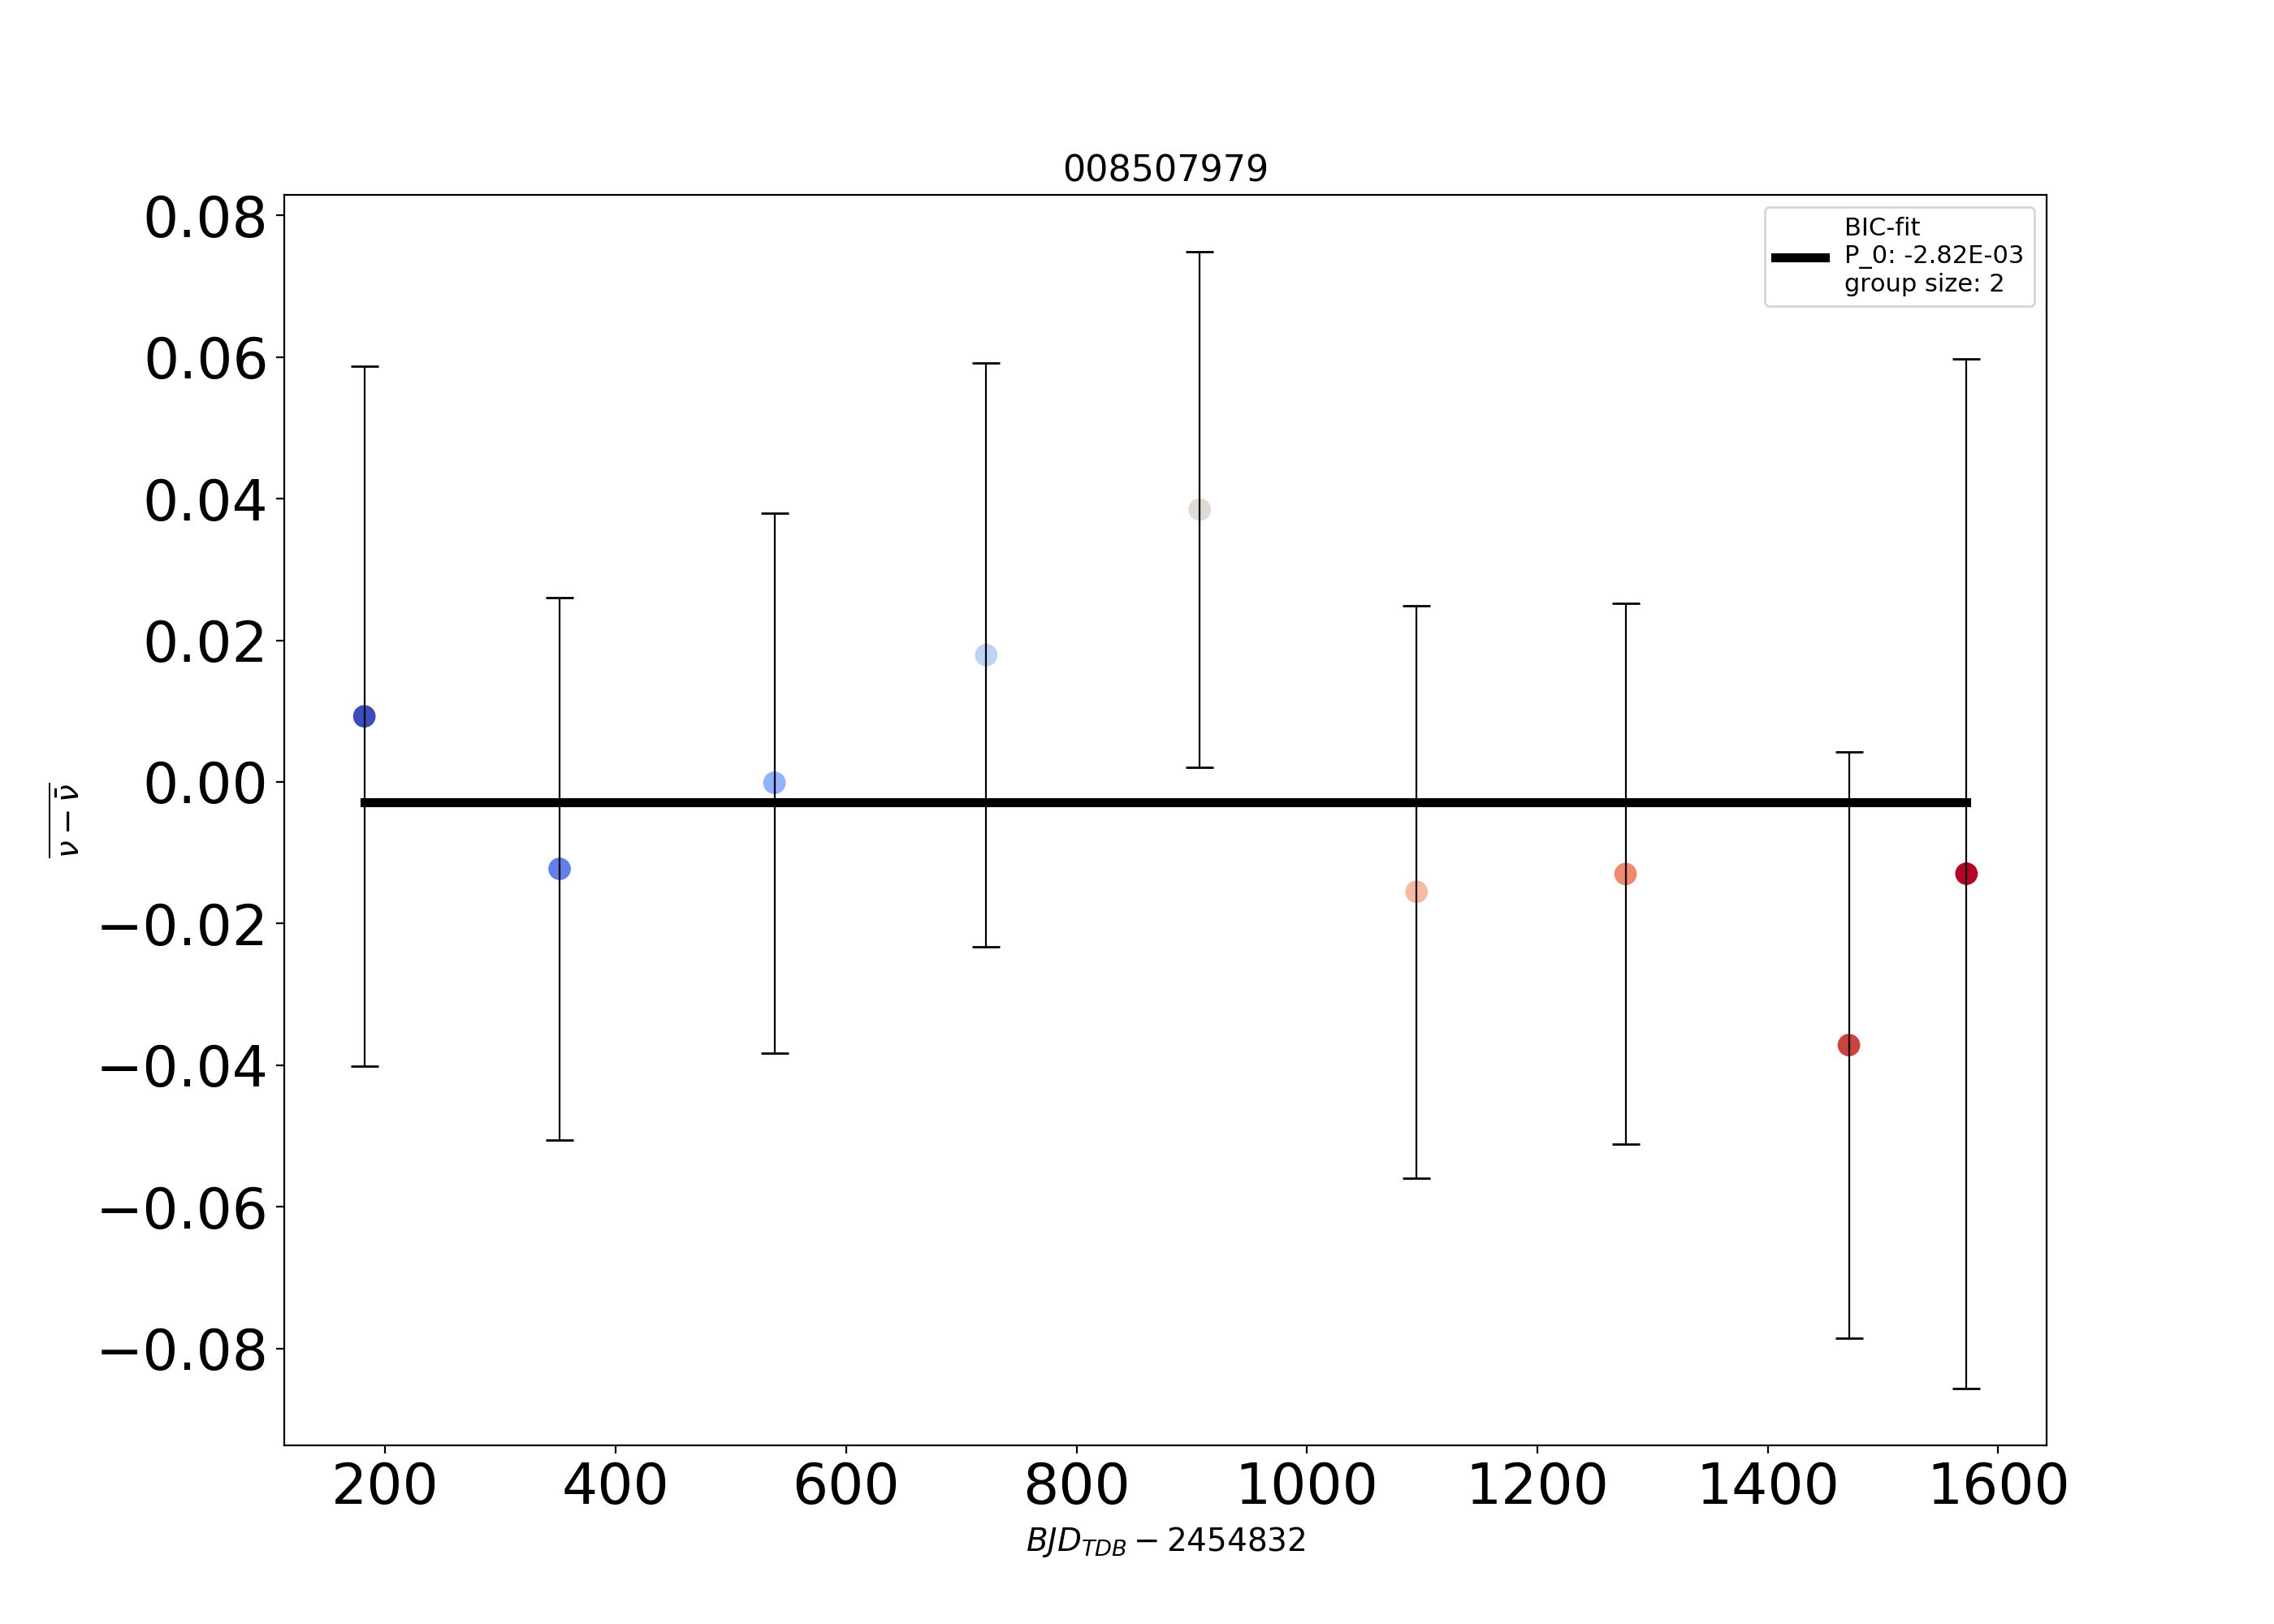 008507979
BIC-fit
P_0: -2.82E-03
group size: 2
0.08
0.06
0.04
0.02
0.00
−0.02
−0.04
−0.06
−0.08
ν − ν̄
200 400 600 800 1000 1200 1400 1600
BJD_TDB − 2454832